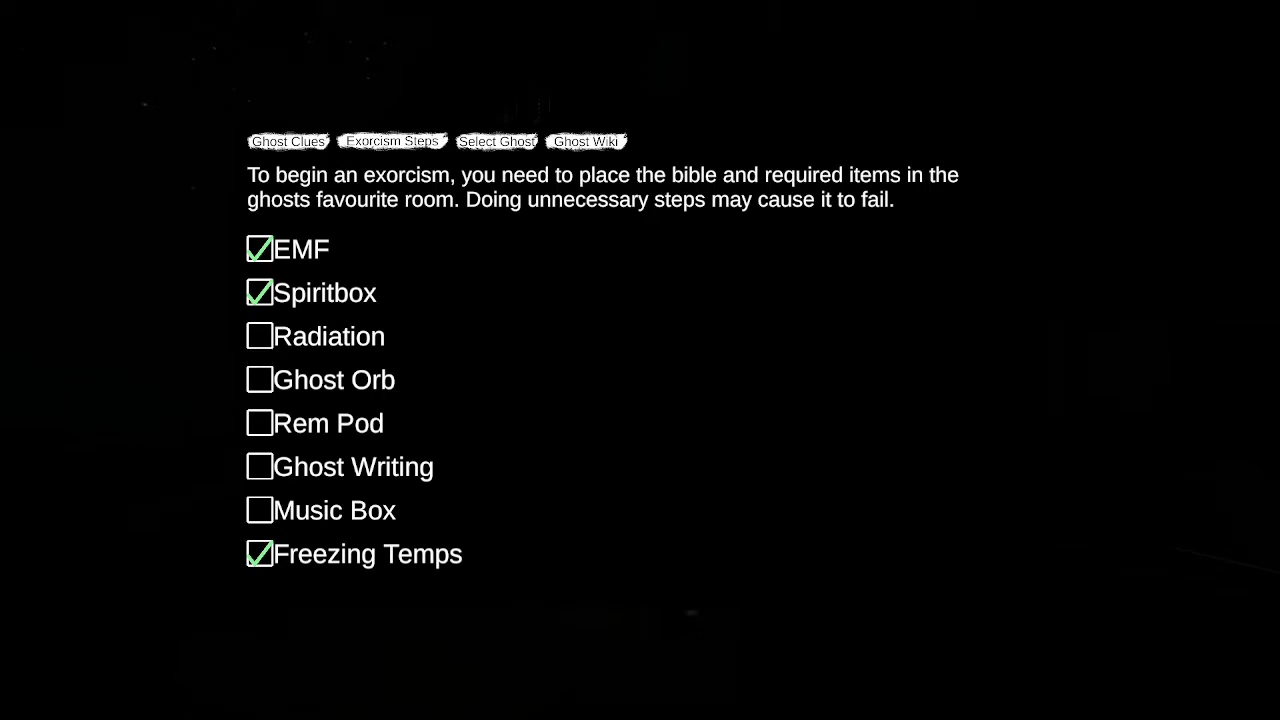 Ghost Clues Exorcism Steps Select Ghost Ghost Wiki
To begin an exorcism, you need to place the bible and required items in the
ghosts favourite room. Doing unnecessary steps may cause it to fail.
EMF
Spiritbox
Radiation
Ghost Orb
Rem Pod
Ghost Writing
Music Box
Freezing Temps